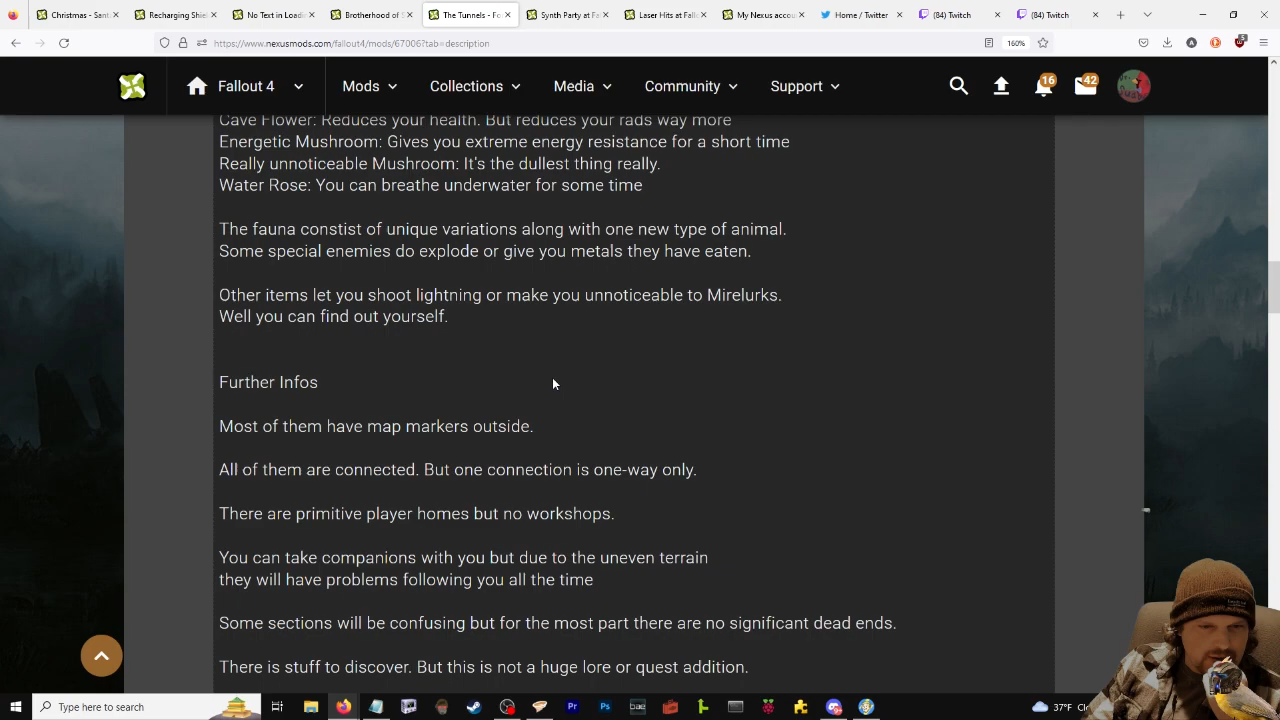 Christmas - Sant
Recharging Shiel
No Text in Loadin
Brotherhood of S
The Tunnels - Fo
Synth Party at Fa
Laser Hits at Fallou
My Nexus accou
Home / Twitter
(84) Twitch
(84) Twitch
https://www.nexusmods.com/fallout4/mods/67006?tab=description
160%
Fallout 4
Mods
Collections
Media
Community
Support
16
42
Cave Flower: Reduces your health. But reduces your rads way more
Energetic Mushroom: Gives you extreme energy resistance for a short time
Really unnoticeable Mushroom: It's the dullest thing really.
Water Rose: You can breathe underwater for some time
The fauna constist of unique variations along with one new type of animal.
Some special enemies do explode or give you metals they have eaten.
Other items let you shoot lightning or make you unnoticeable to Mirelurks.
Well you can find out yourself.
Further Infos
Most of them have map markers outside.
All of them are connected. But one connection is one-way only.
There are primitive player homes but no workshops.
You can take companions with you but due to the uneven terrain
they will have problems following you all the time
Some sections will be confusing but for the most part there are no significant dead ends.
There is stuff to discover. But this is not a huge lore or quest addition.
Type here to search
Pr
Ps
bae
37°F Cl